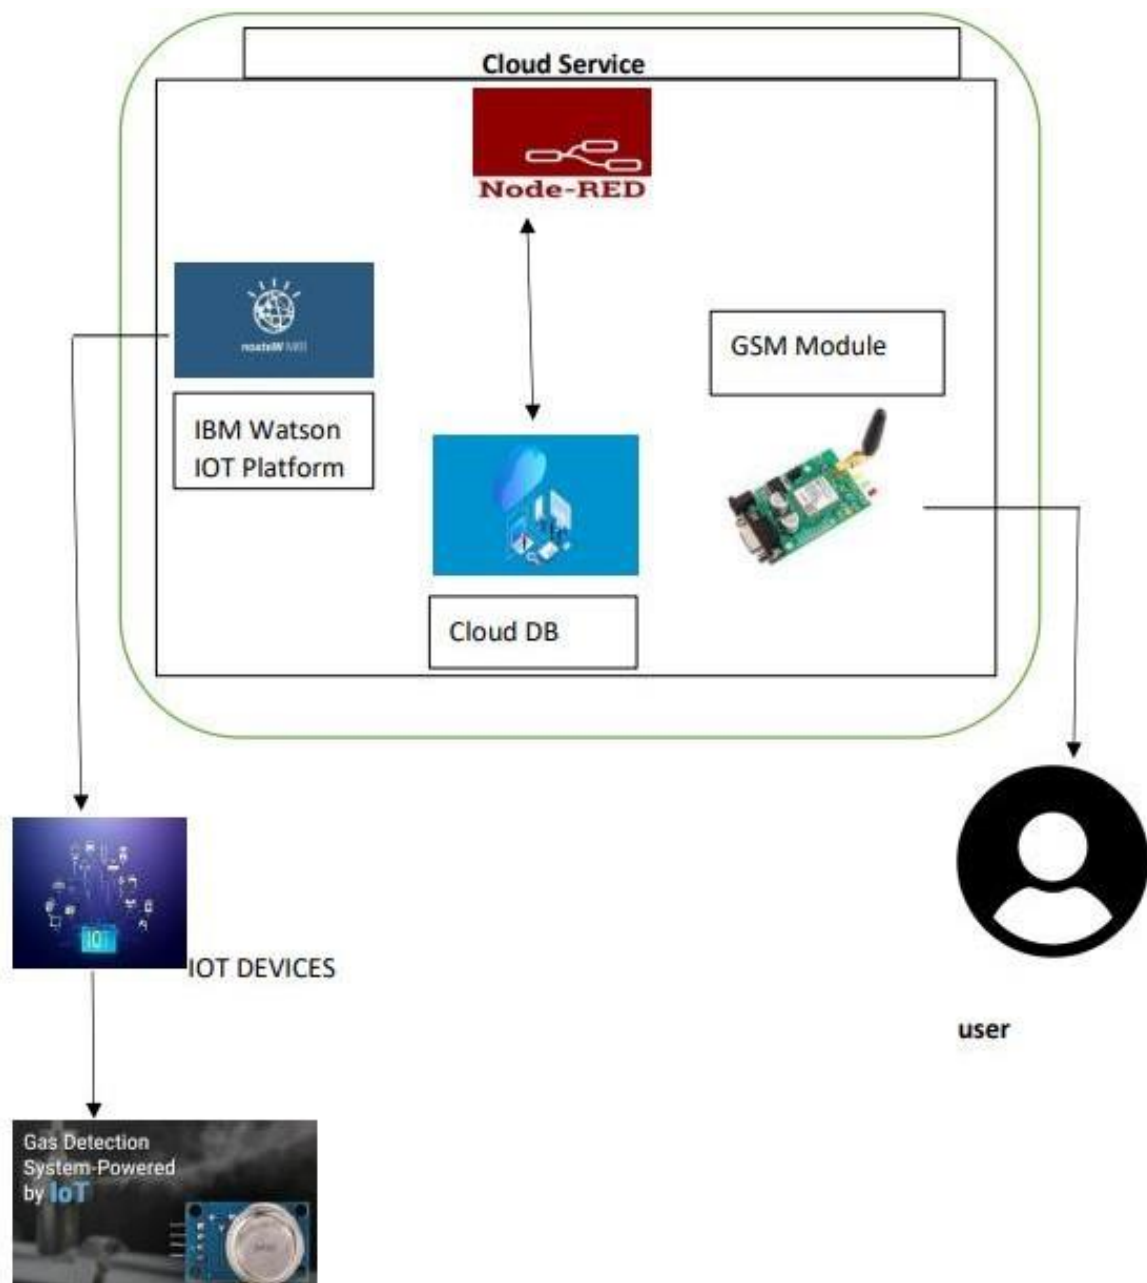 Cloud Service
Node-RED
GSM Module
IBM Watson
IOT Platform
Cloud DB
IOT DEVICES
user
Gas Detection
System-Powered
by IoT